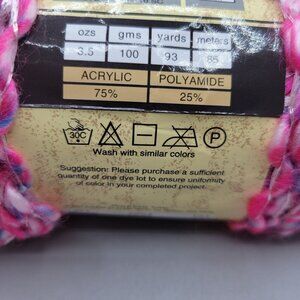 ozs gms yards meters
3.5 100 93 85
ACRYLIC POLYAMIDE
75% 25%
30C P
Wash with similar colors
Suggestion: Please purchase a sufficient
quantity of one dye lot to ensure uniformity
of color in your completed project.